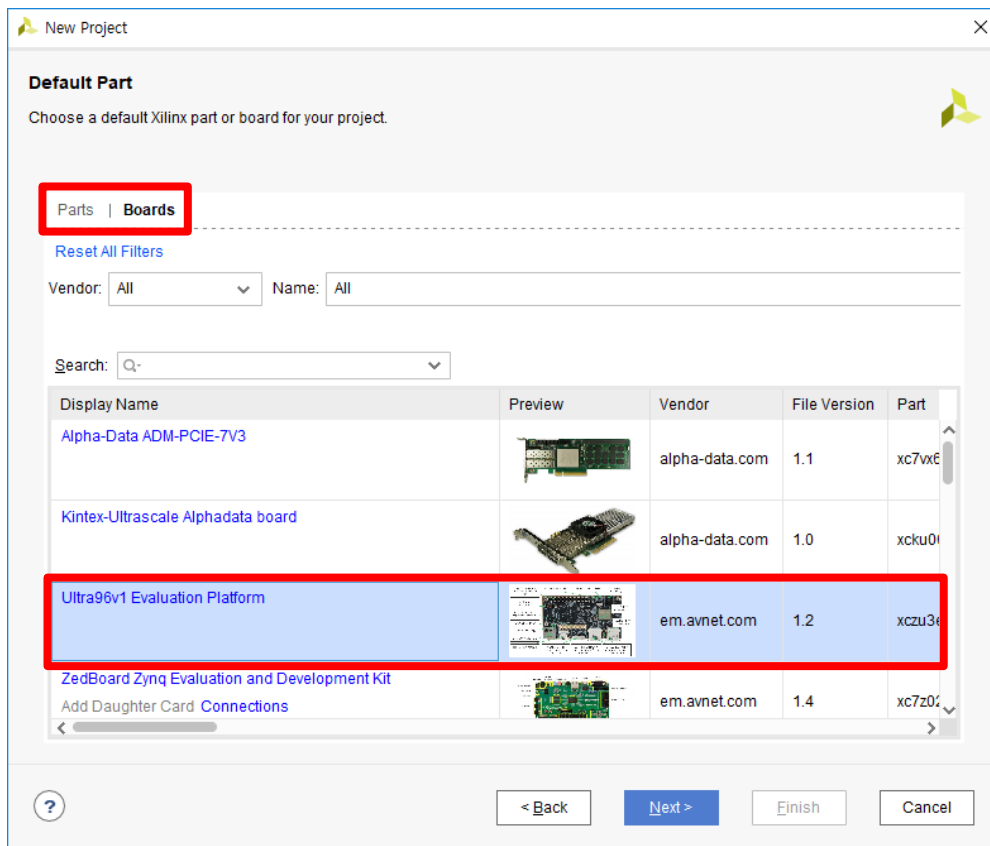 New Project
Default Part
Choose a default Xilinx part or board for your project.
Parts | Boards
Reset All Filters
Vendor: All Name: All
Search:
Display Name Preview Vendor File Version Part
Alpha-Data ADM-PCIE-7V3 alpha-data.com 1.1 xc7vx6
Kintex-Ultrascale Alphadata board alpha-data.com 1.0 xcku0
Ultra96v1 Evaluation Platform em.avnet.com 1.2 xczu3e
ZedBoard Zynq Evaluation and Development Kit em.avnet.com 1.4 xc7z02
Add Daughter Card Connections
? < Back Next > Finish Cancel